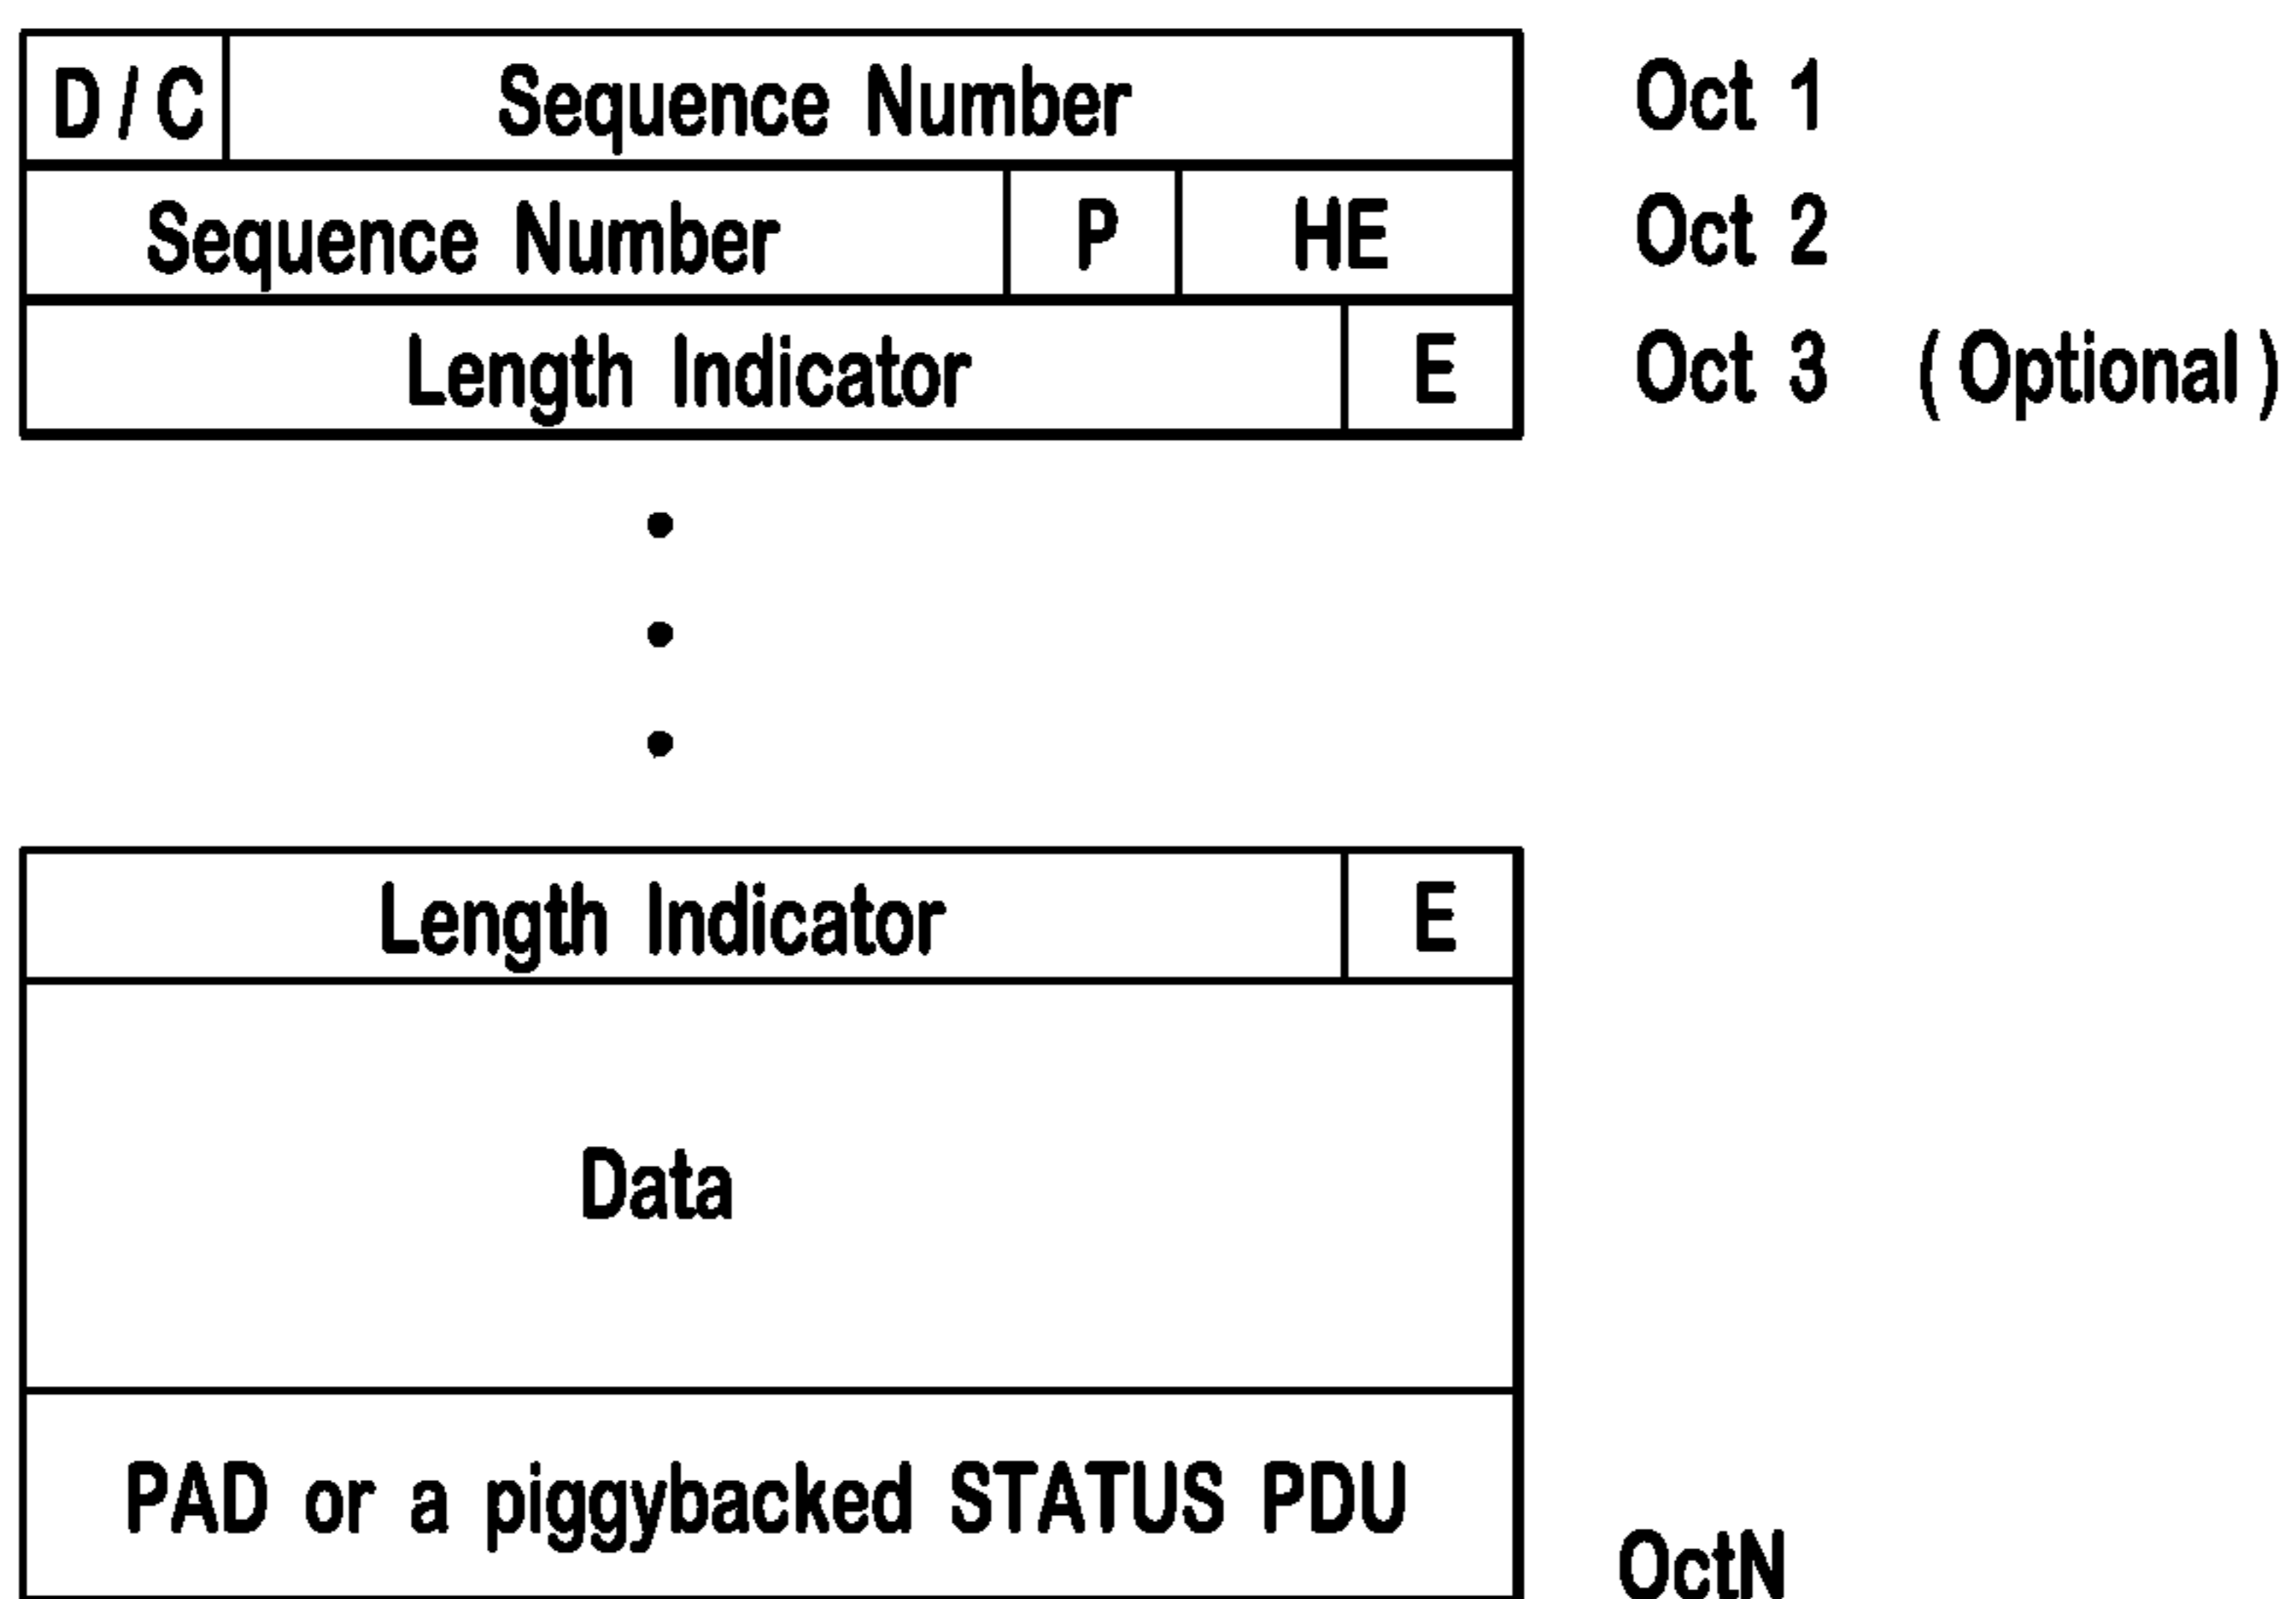 D/C Sequence Number Oct 1
Sequence Number P HE Oct 2
Length Indicator E Oct 3 (Optional)
Length Indicator E
Data
PAD or a piggybacked STATUS PDU
OctN